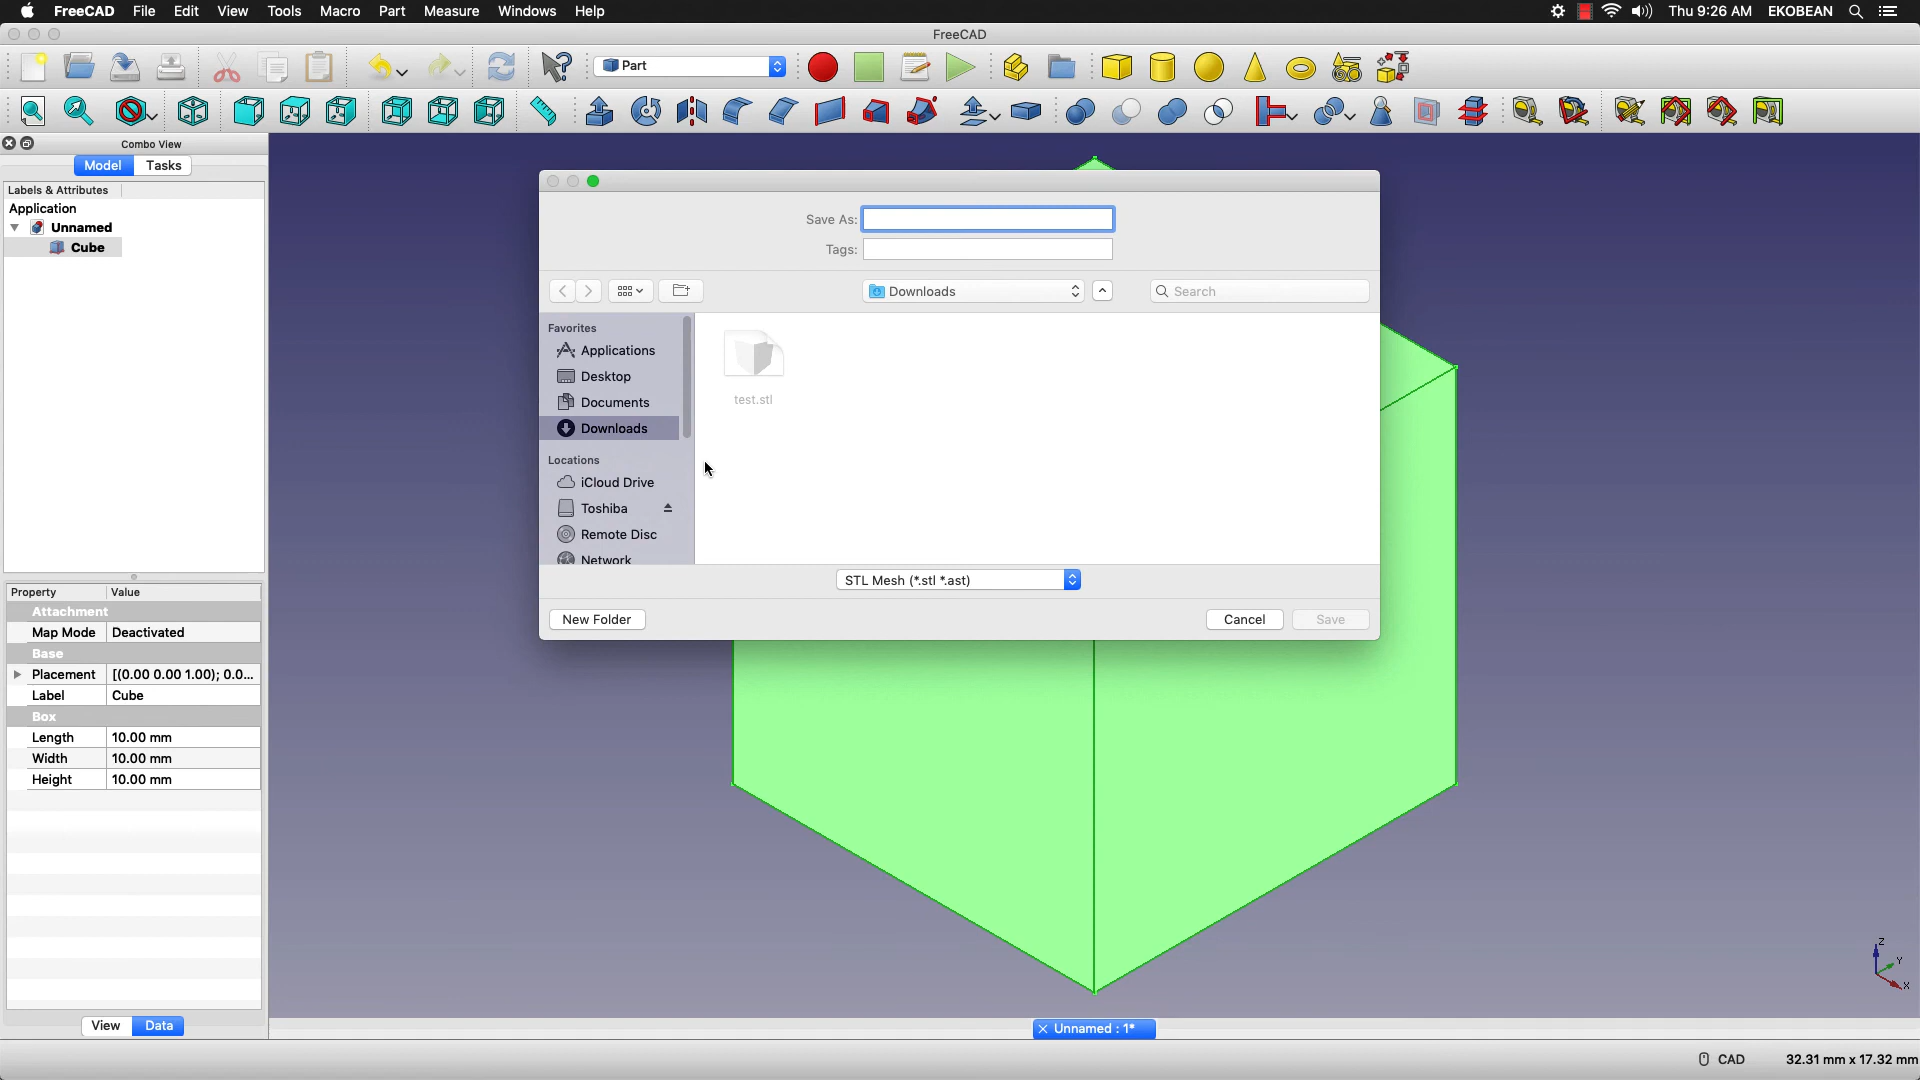 FreeCAD File Edit View Tools Macro Part Measure Windows Help
Thu 9:26 AM EKOBEAN
FreeCAD
Part
Combo View
Model Tasks
Labels & Attributes
Application
Unnamed
Cube
Save As:
Tags:
Downloads
Search
Favorites
Applications
Desktop
Documents
Downloads
Locations
iCloud Drive
Toshiba
Remote Disc
Network
test.stl
STL Mesh (*.stl *.ast)
New Folder Cancel Save
Property Value
Attachment
Map Mode Deactivated
Base
Placement [(0.00 0.00 1.00); 0.0...
Label Cube
Box
Length 10.00 mm
Width 10.00 mm
Height 10.00 mm
View Data
Z
Y
X
Unnamed : 1*
CAD 32.31 mm x 17.32 mm